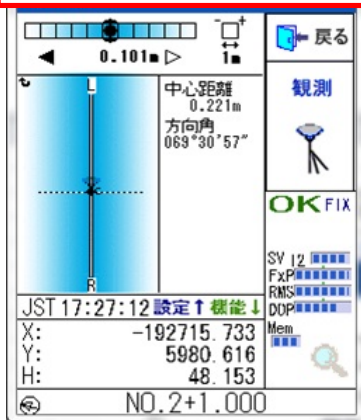 0.101m
1m
戻る
L
R
中心距離
0.221m
方向角
069°30'57"
観測
OK FIX
SV 12
FxP
RMS
DOP
Mem
JST 17:27:12 設定↑ 機能↓
X: -192715.733
Y: 5980.616
H: 48.153
NO.2+1.000